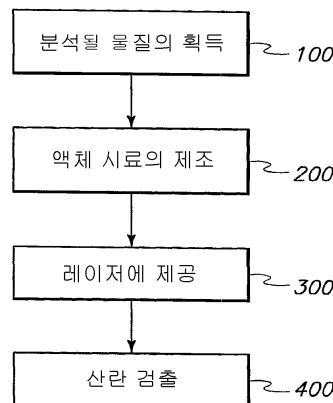 분석될 물질의 획득
100
액체 시료의 제조
200
레이저에 제공
300
산란 검출
400